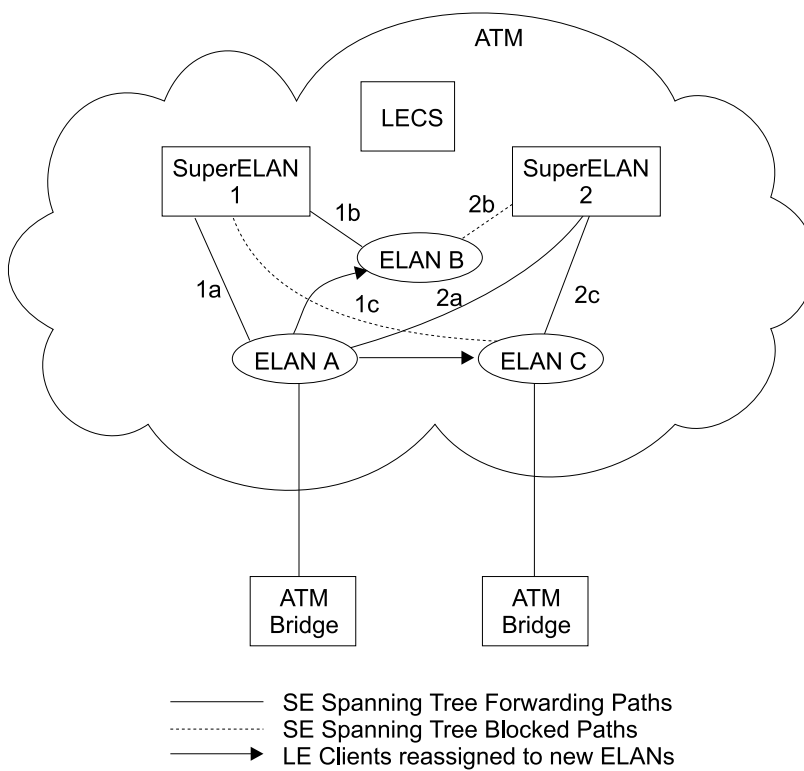 ATM
LECS
SuperELAN
1
SuperELAN
2
1b
2b
ELAN B
1a
1c
2a
2c
ELAN A
ELAN C
ATM
Bridge
ATM
Bridge
SE Spanning Tree Forwarding Paths
SE Spanning Tree Blocked Paths
LE Clients reassigned to new ELANs